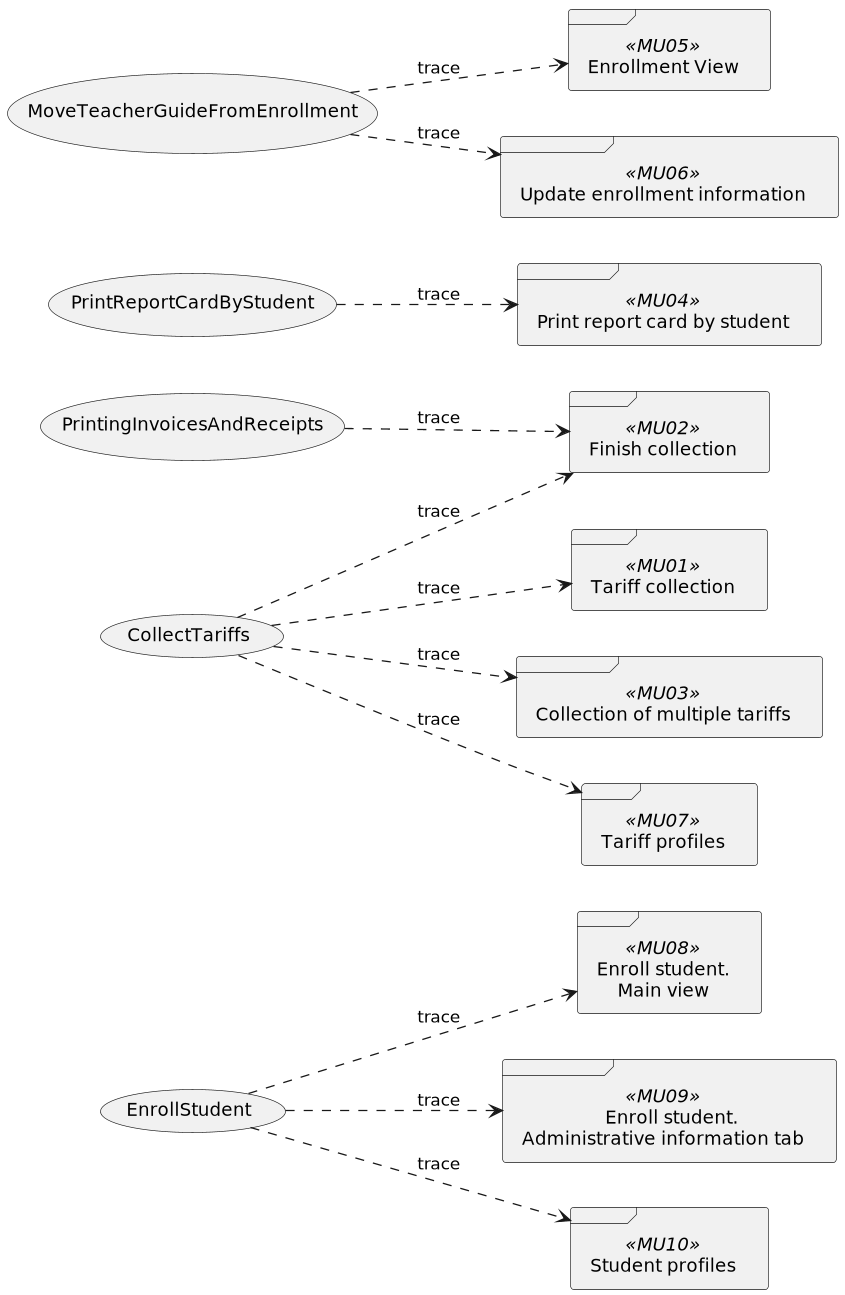 «MU05»
Enrollment View
trace
MoveTeacherGuideFromEnrollment
trace
«MU06»
Update enrollment information
PrintReportCardByStudent
trace
«MU04»
Print report card by student
PrintingInvoicesAndReceipts
trace
«MU02»
Finish collection
trace
«MU01»
Tariff collection
trace
CollectTariffs
trace
«MU03»
Collection of multiple tariffs
trace
«MU07»
Tariff profiles
«MU08»
Enroll student.
Main view
trace
EnrollStudent
trace
«MU09»
Enroll student.
Administrative information tab
trace
«MU10»
Student profiles